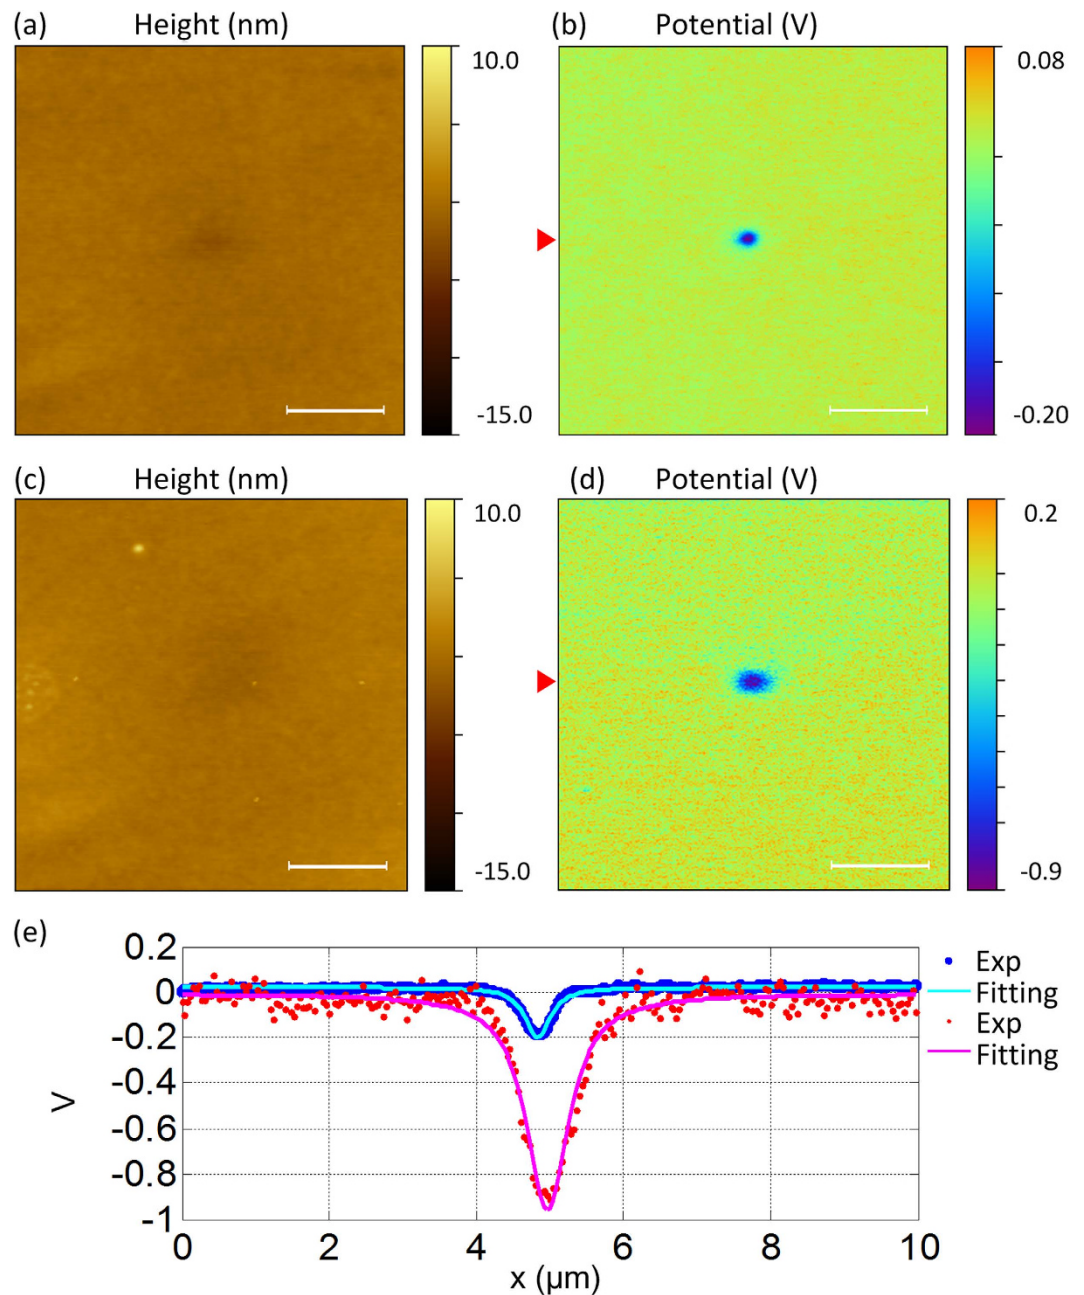 (a) Height (nm)
10.0
-15.0
(b) Potential (V)
0.08
-0.20
(c) Height (nm)
10.0
-15.0
(d) Potential (V)
0.2
-0.9
(e)
0.2
0
-0.2
-0.4
-0.6
-0.8
-1
V
0 2 4 6 8 10
x (µm)
Exp
Fitting
Exp
Fitting